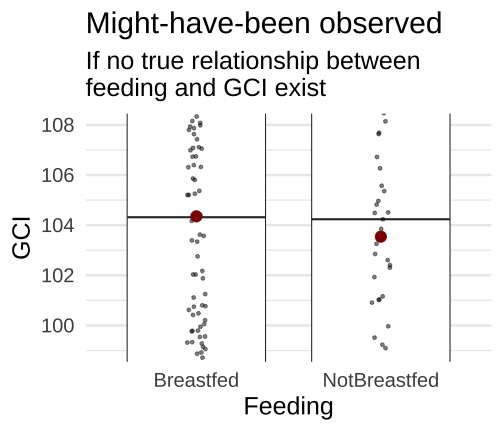 Might-have-been observed
If no true relationship between
feeding and GCI exist
108
106
104
102
100
GCI
Breastfed
NotBreastfed
Feeding